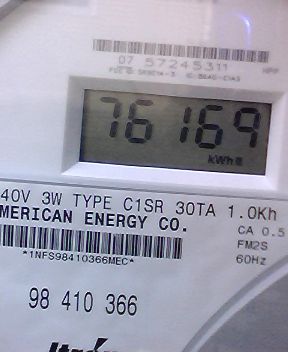 07 57245311
76169
kWh
40V 3W TYPE C1SR 30TA 1.0Kh
MERICAN ENERGY CO.
CA 0.5
FM2S
60Hz
*1NFS98410366MEC*
98 410 366
Itrón